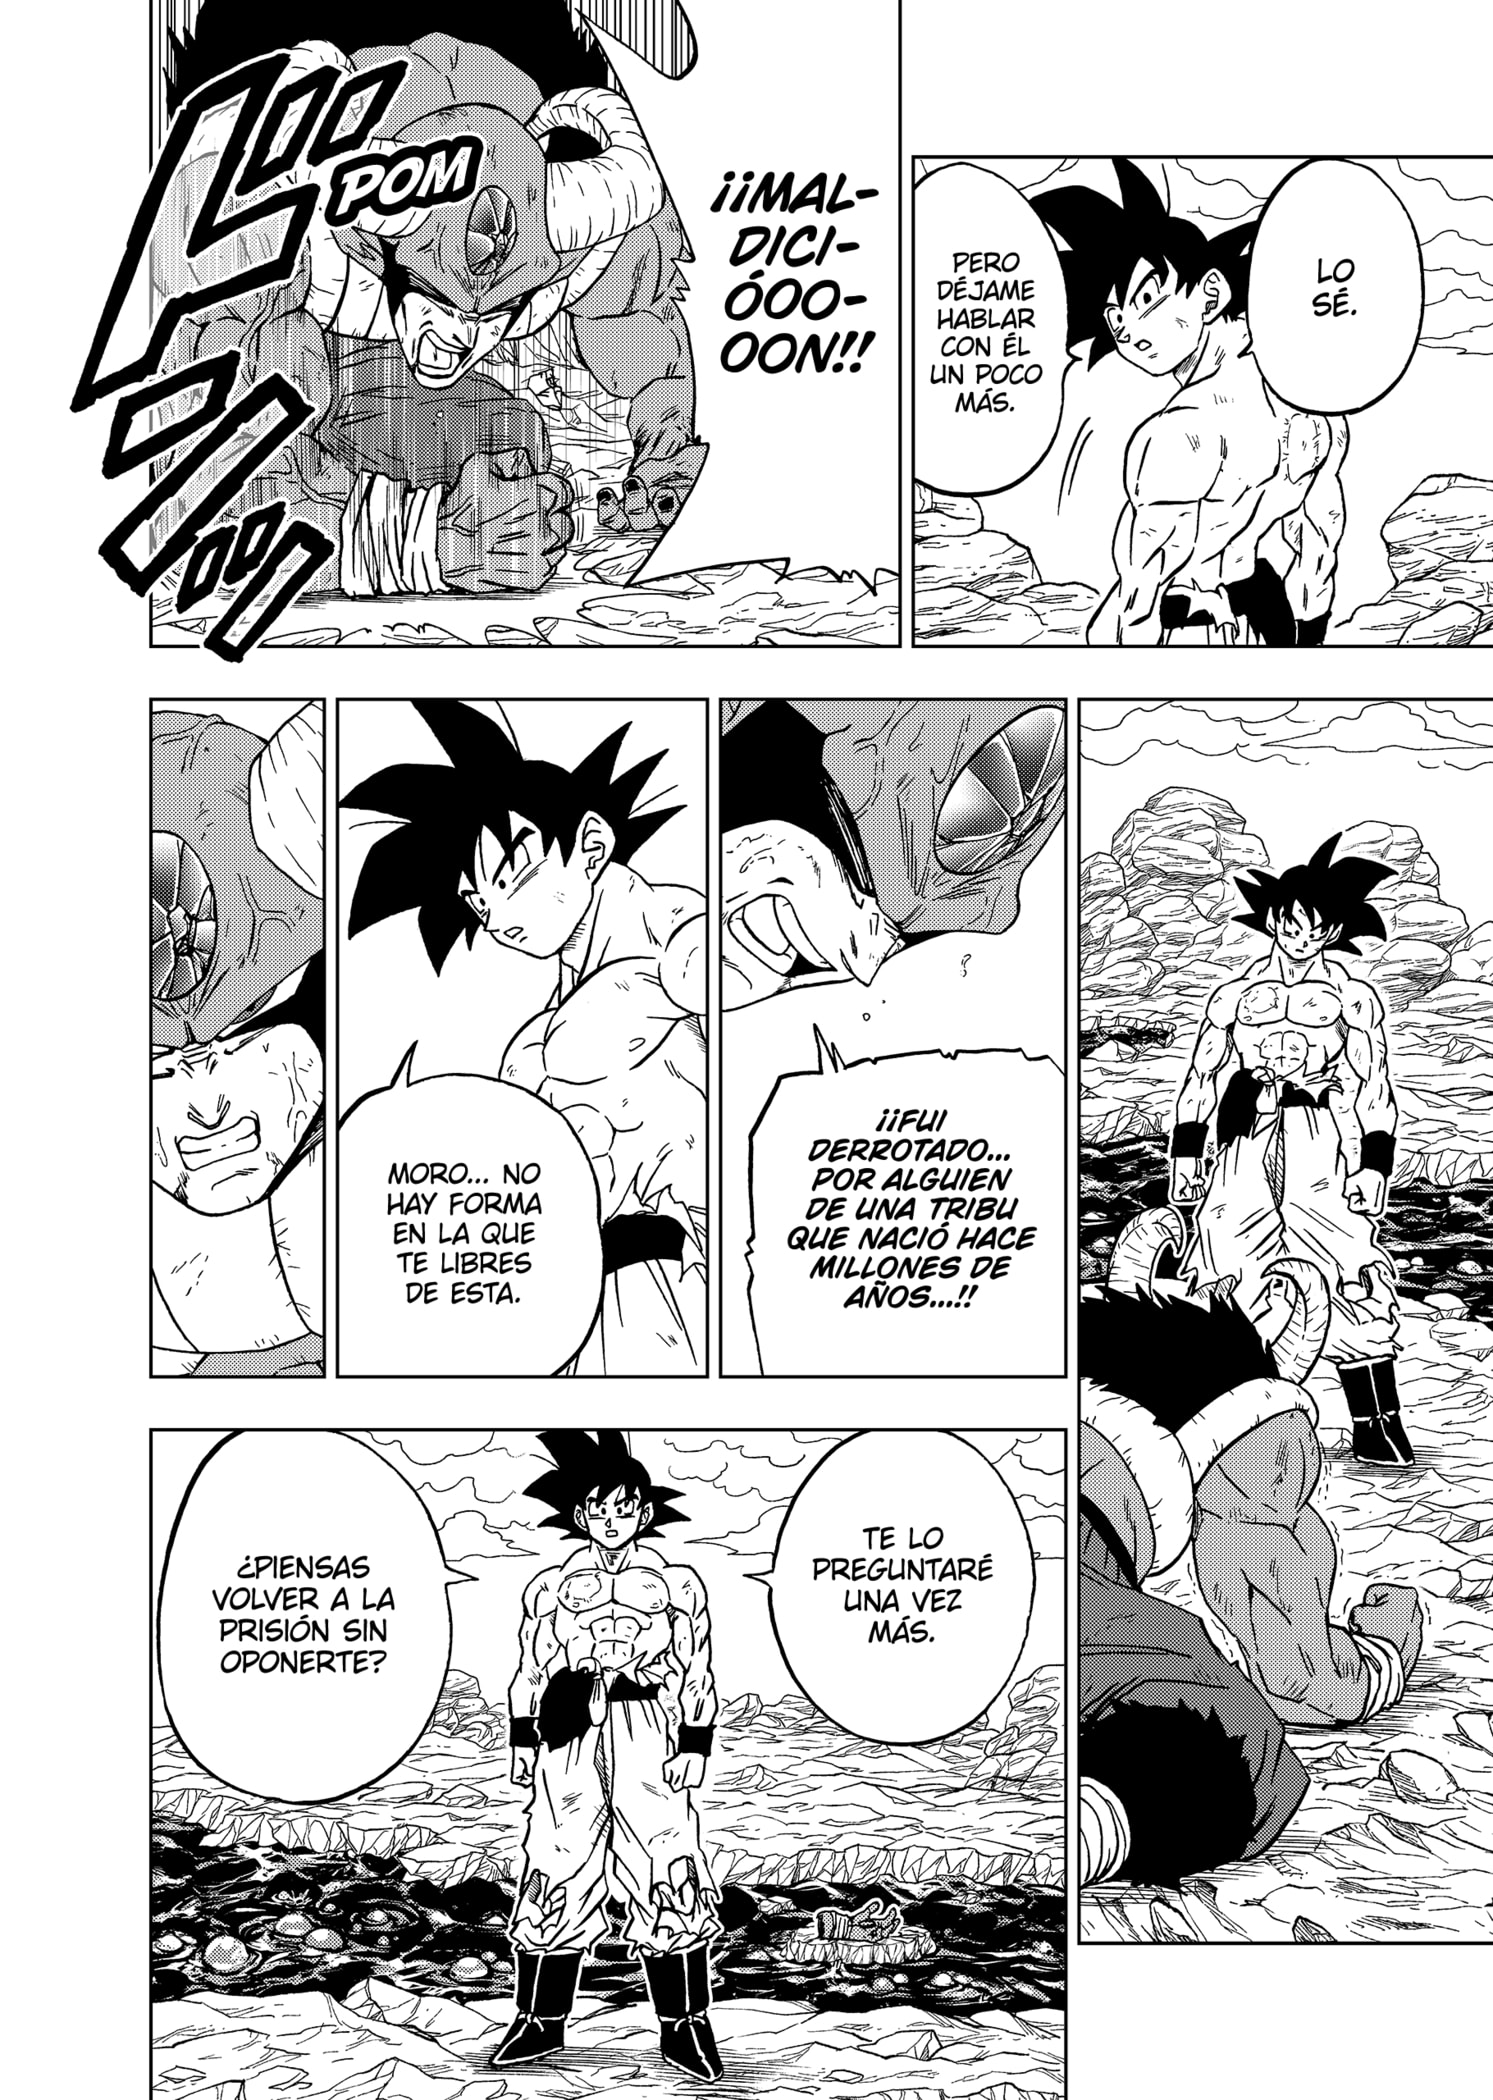 LO
SÉ.
PERO
DÉJAME
HABLAR
CON ÉL
UN POCO
MÁS.
¡¡MAL-
DICI-
ÓOO-
OON!!
POM
¡¡FUI
DERROTADO...
POR ALGUIEN
DE UNA TRIBU
QUE NACIÓ HACE
MILLONES DE
AÑOS...!!
MORO... NO
HAY FORMA
EN LA QUE
TE LIBRES
DE ESTA.
TE LO
PREGUNTARÉ
UNA VEZ
MÁS.
¿PIENSAS
VOLVER A LA
PRISIÓN SIN
OPONERTE?